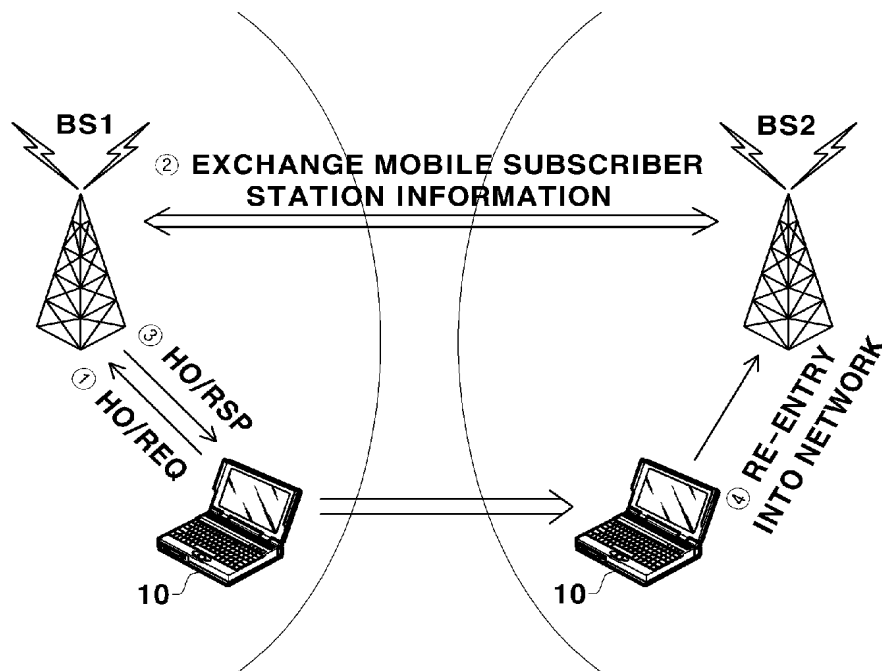 BS1
BS2
② EXCHANGE MOBILE SUBSCRIBER
STATION INFORMATION
③ HO/RSP
① HO/REQ
④ RE-ENTRY
INTO NETWORK
10
10